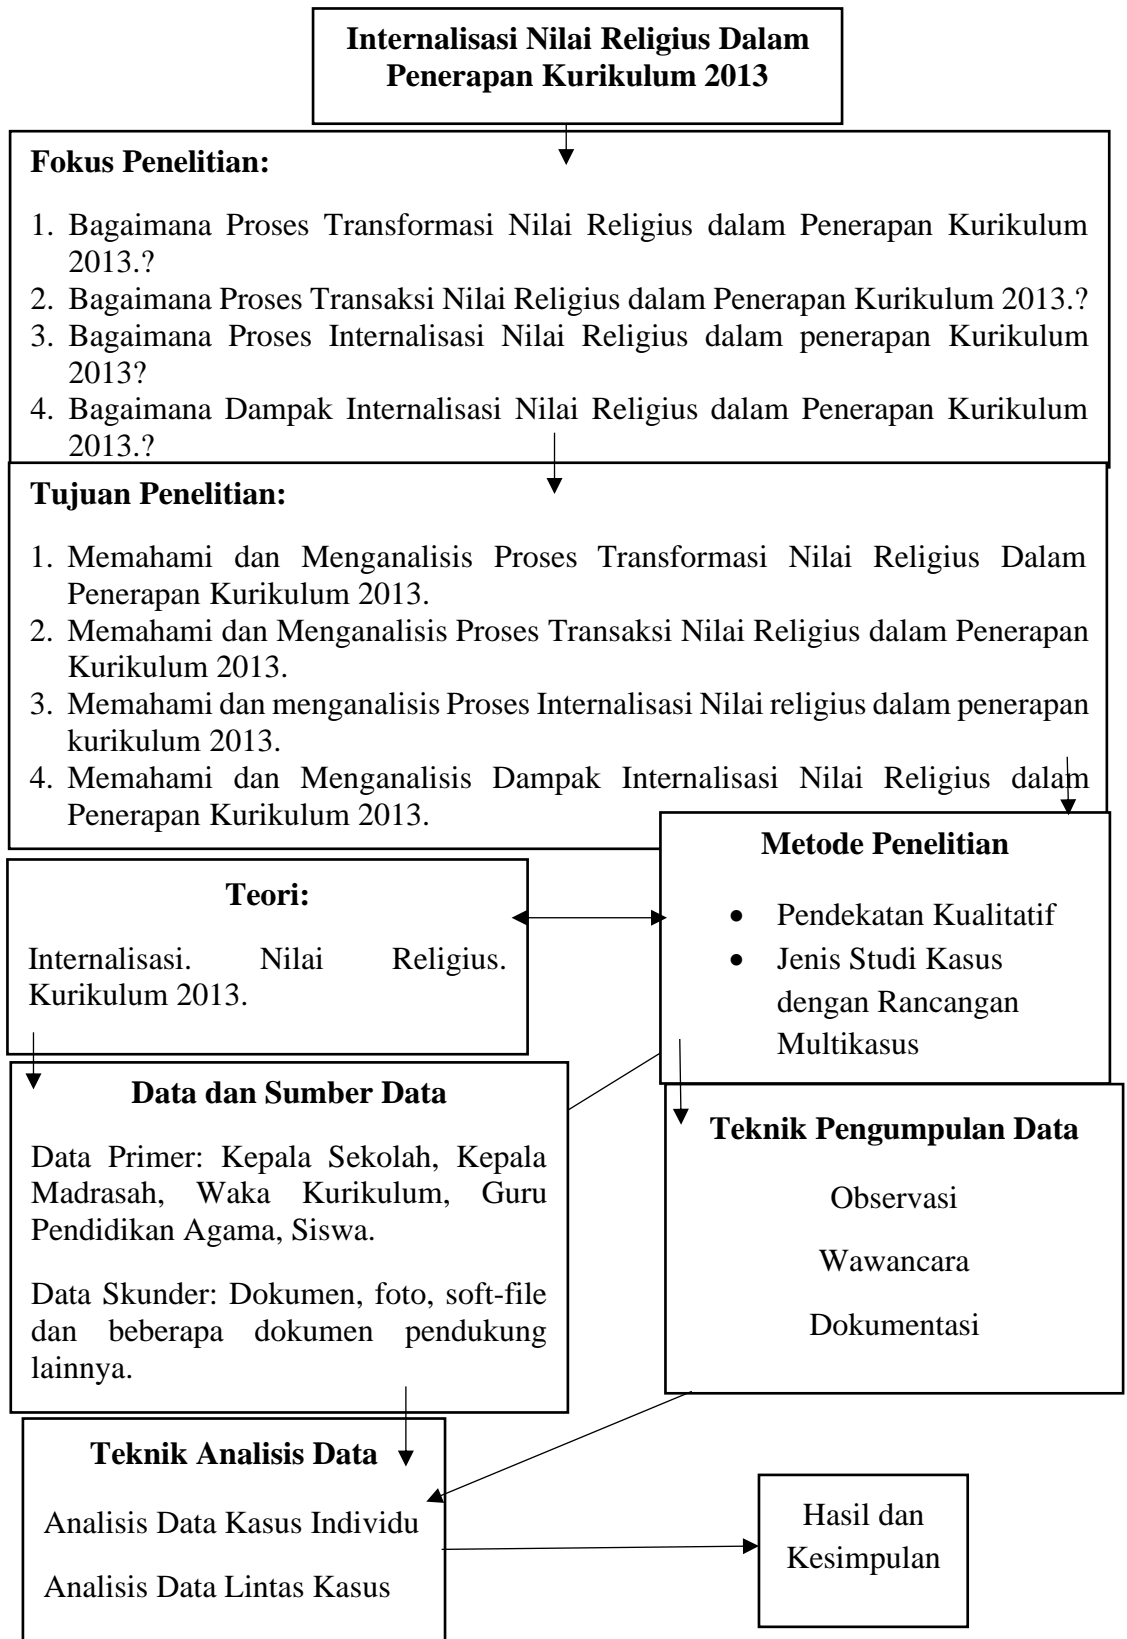 Internalisasi Nilai Religius Dalam
Penerapan Kurikulum 2013
Fokus Penelitian:
1. Bagaimana Proses Transformasi Nilai Religius dalam Penerapan Kurikulum
2013.?
2. Bagaimana Proses Transaksi Nilai Religius dalam Penerapan Kurikulum 2013.?
3. Bagaimana Proses Internalisasi Nilai Religius dalam penerapan Kurikulum
2013?
4. Bagaimana Dampak Internalisasi Nilai Religius dalam Penerapan Kurikulum
2013.?
Tujuan Penelitian:
1. Memahami dan Menganalisis Proses Transformasi Nilai Religius Dalam
Penerapan Kurikulum 2013.
2. Memahami dan Menganalisis Proses Transaksi Nilai Religius dalam Penerapan
Kurikulum 2013.
3. Memahami dan menganalisis Proses Internalisasi Nilai religius dalam penerapan
kurikulum 2013.
4. Memahami dan Menganalisis Dampak Internalisasi Nilai Religius dalam
Penerapan Kurikulum 2013.
Metode Penelitian
• Pendekatan Kualitatif
• Jenis Studi Kasus
dengan Rancangan
Multikasus
Teori:
Internalisasi. Nilai Religius.
Kurikulum 2013.
Data dan Sumber Data
Data Primer: Kepala Sekolah, Kepala
Madrasah, Waka Kurikulum, Guru
Pendidikan Agama, Siswa.
Data Skunder: Dokumen, foto, soft-file
dan beberapa dokumen pendukung
lainnya.
Teknik Pengumpulan Data
Observasi
Wawancara
Dokumentasi
Teknik Analisis Data
Analisis Data Kasus Individu
Analisis Data Lintas Kasus
Hasil dan
Kesimpulan